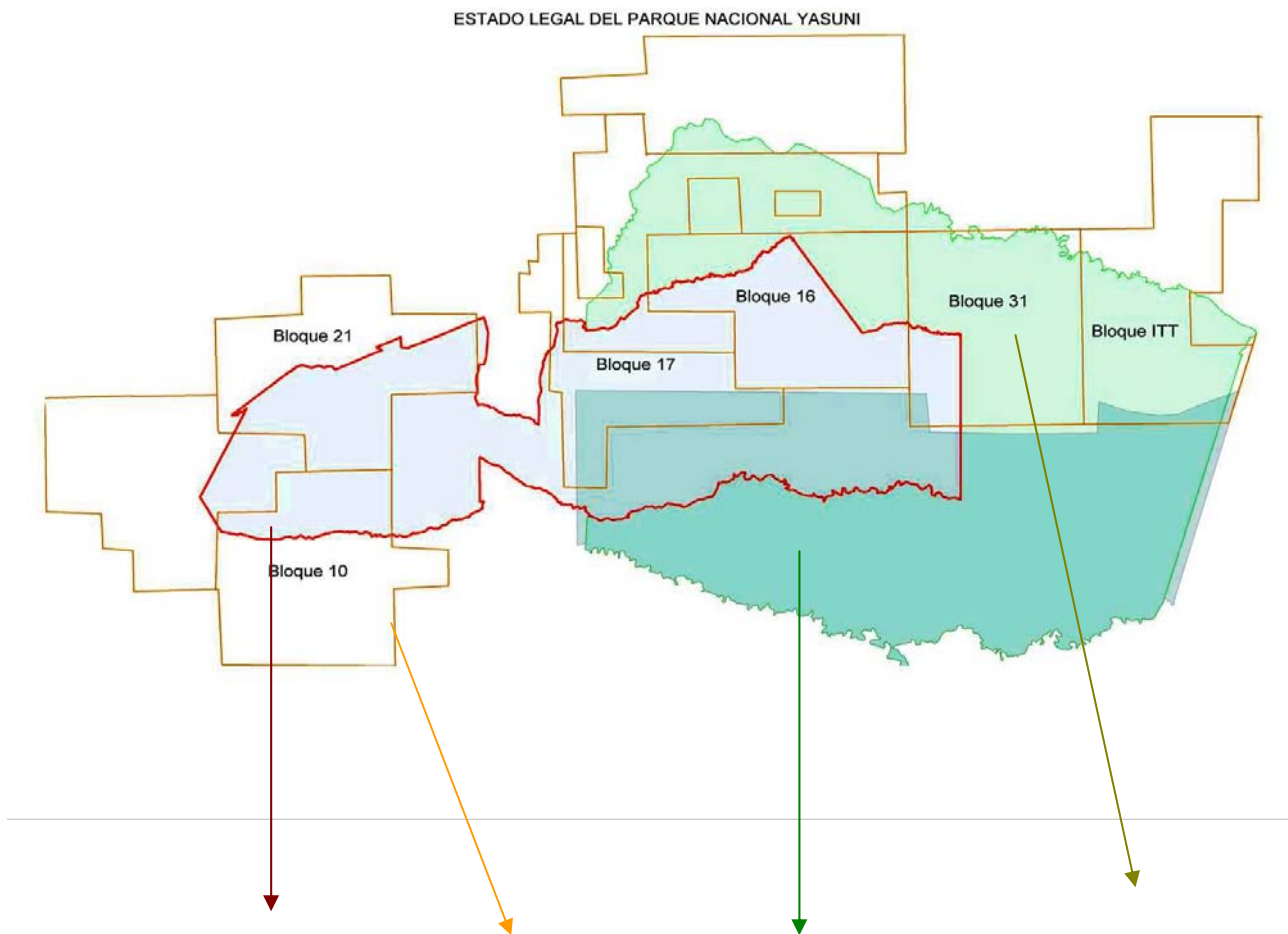 ESTADO LEGAL DEL PARQUE NACIONAL YASUNI
Bloque 16
Bloque 31
Bloque ITT
Bloque 21
Bloque 17
Bloque 10